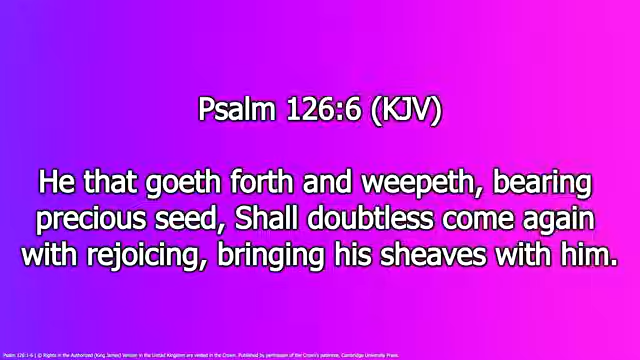 Psalm 126:6 (KJV)
He that goeth forth and weepeth, bearing
precious seed, Shall doubtless come again
with rejoicing, bringing his sheaves with him.
Psalm 126:1-6 | © Rights in the Authorized (King James) Version in the United Kingdom are vested in the Crown. Published by permission of the Crown's patentee, Cambridge University Press.